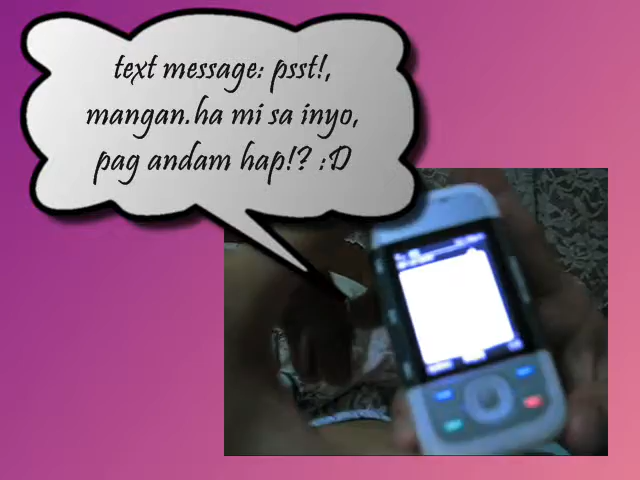 text message: psst!,
mangan.ha mi sa inyo,
pag andam hap!? :D